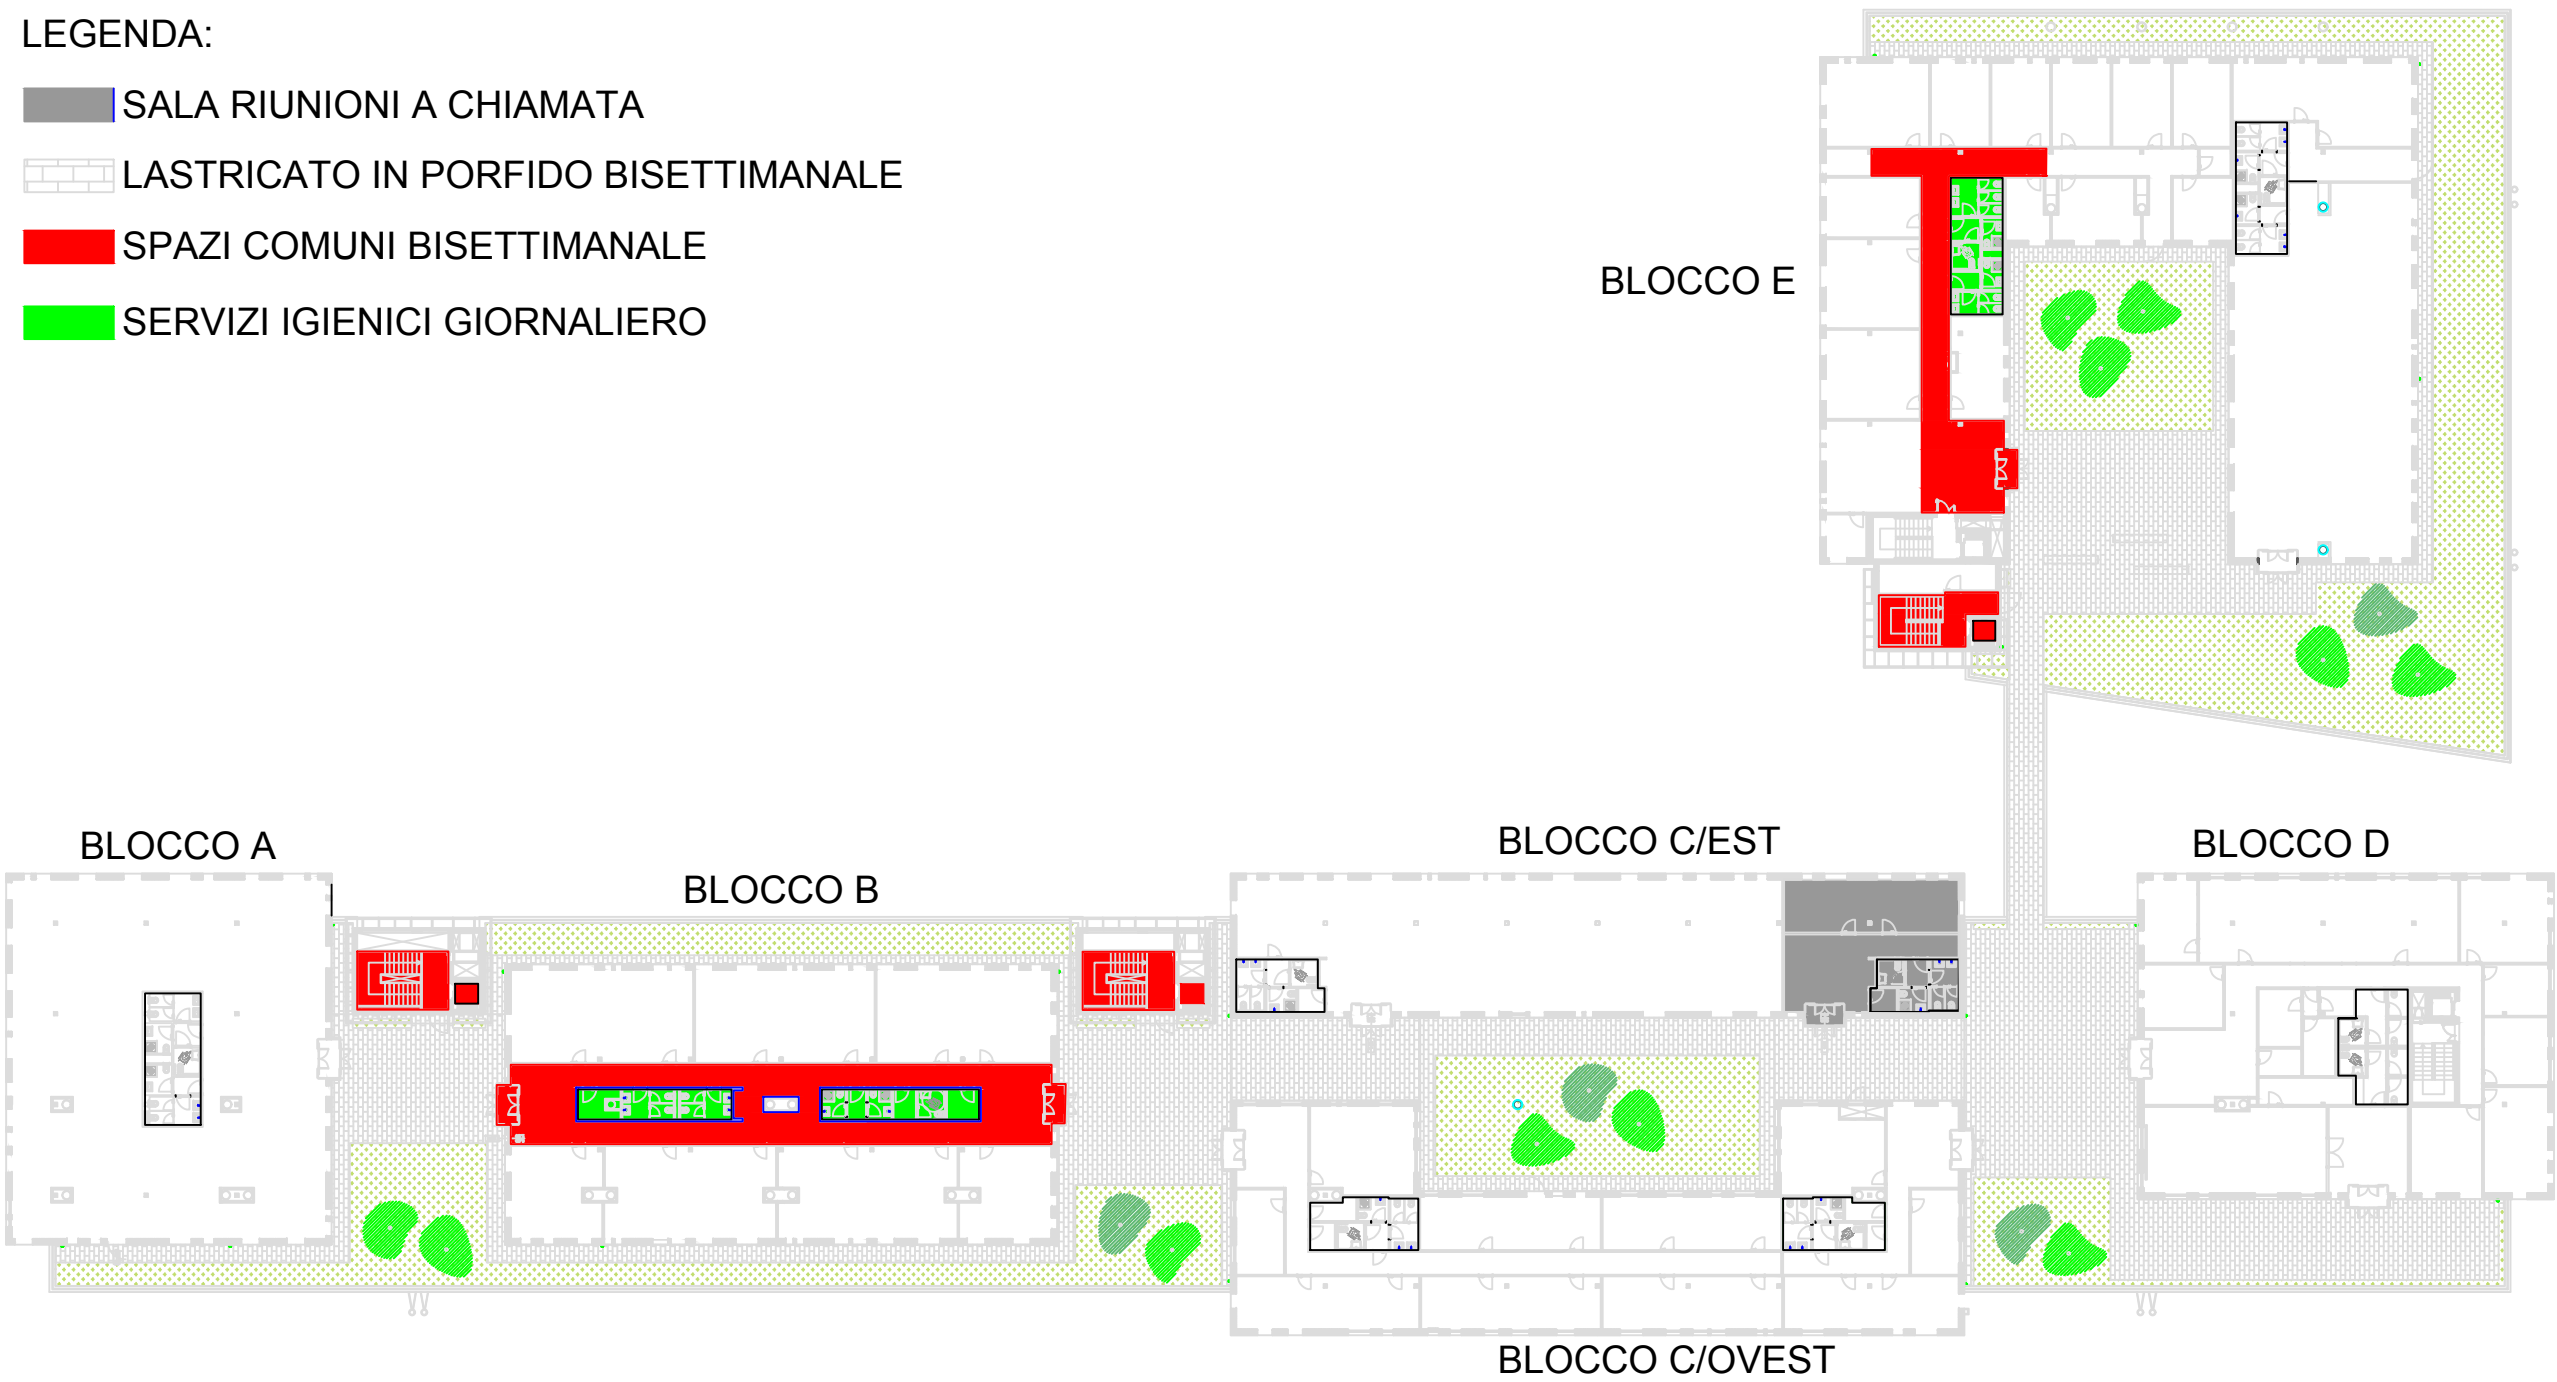 LEGENDA:
SALA RIUNIONI A CHIAMATA
LASTRICATO IN PORFIDO BISETTIMANALE
SPAZI COMUNI BISETTIMANALE
SERVIZI IGIENICI GIORNALIERO
BLOCCO E
BLOCCO A
BLOCCO B
BLOCCO C/EST
BLOCCO D
BLOCCO C/OVEST